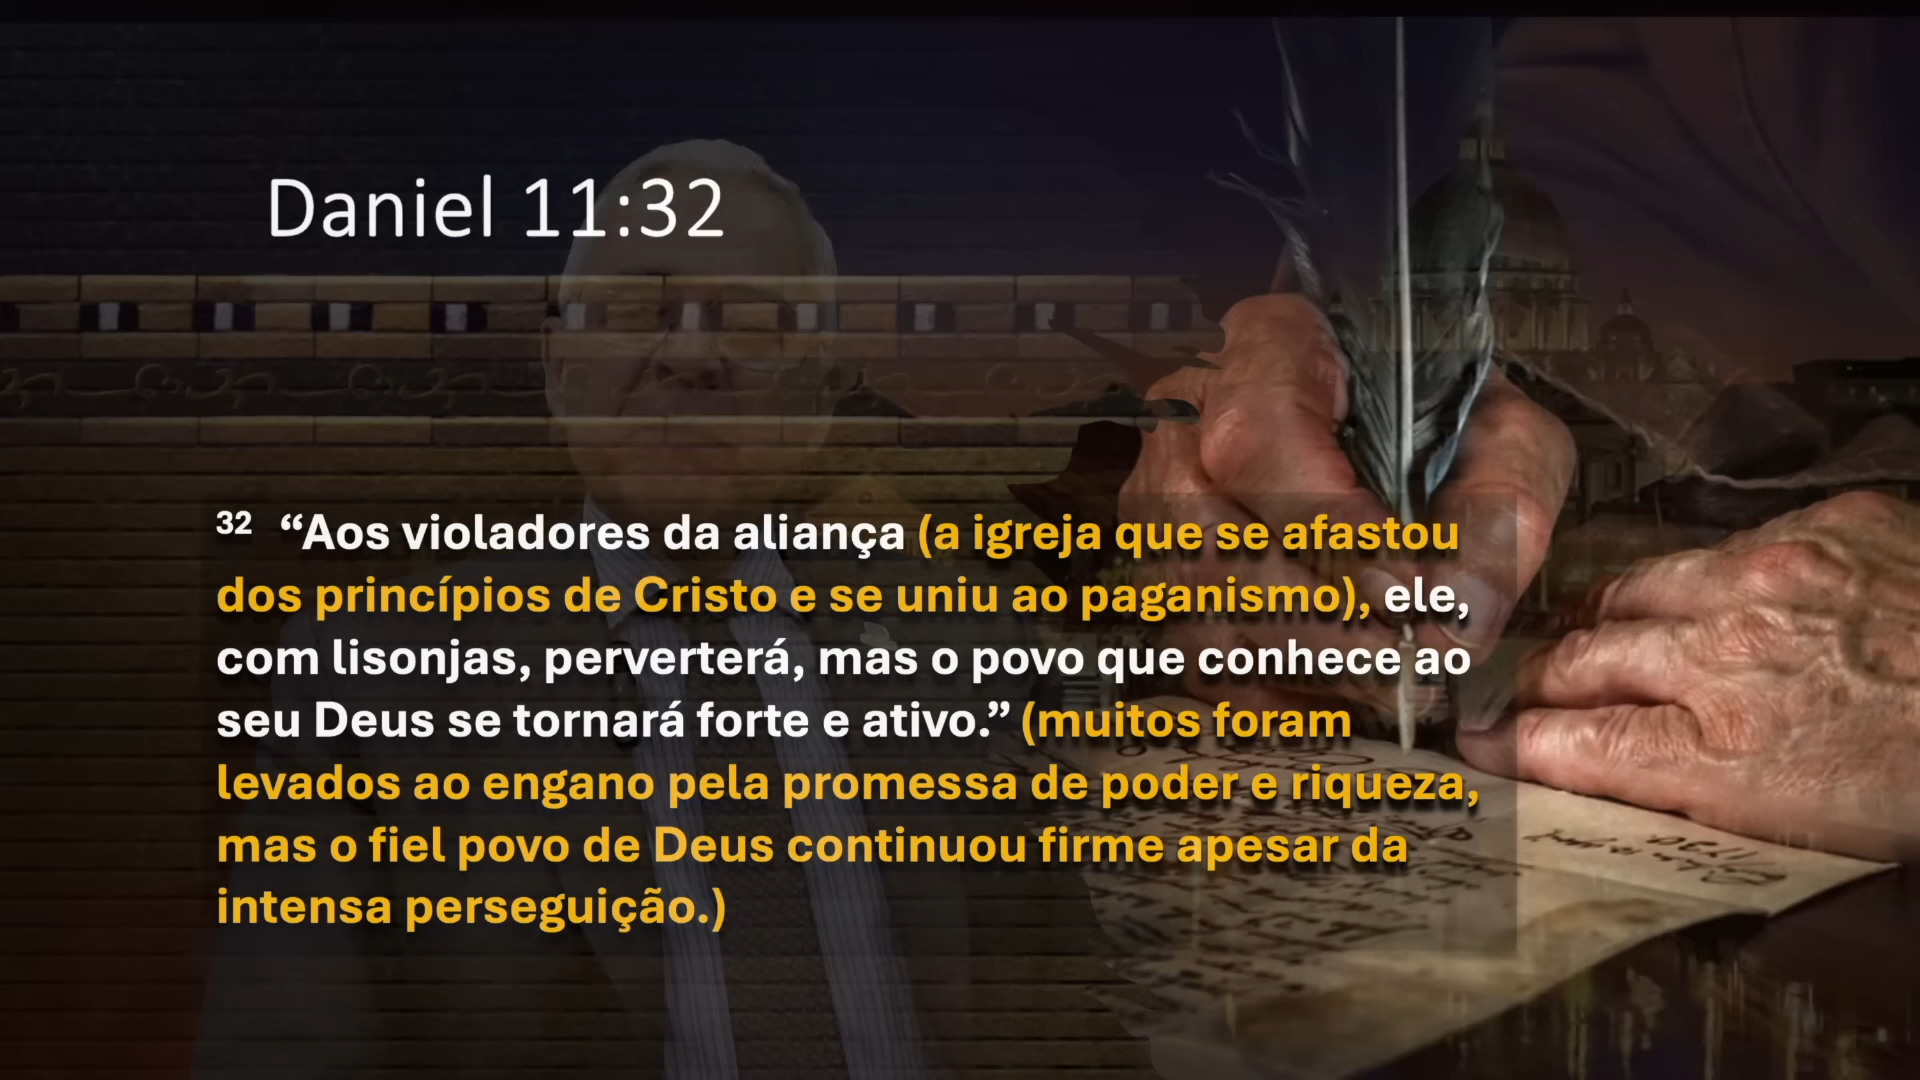 Daniel 11:32
32 “Aos violadores da aliança (a igreja que se afastou
dos princípios de Cristo e se uniu ao paganismo), ele,
com lisonjas, perverterá, mas o povo que conhece ao
seu Deus se tornará forte e ativo.” (muitos foram
levados ao engano pela promessa de poder e riqueza,
mas o fiel povo de Deus continuou firme apesar da
intensa perseguição.)